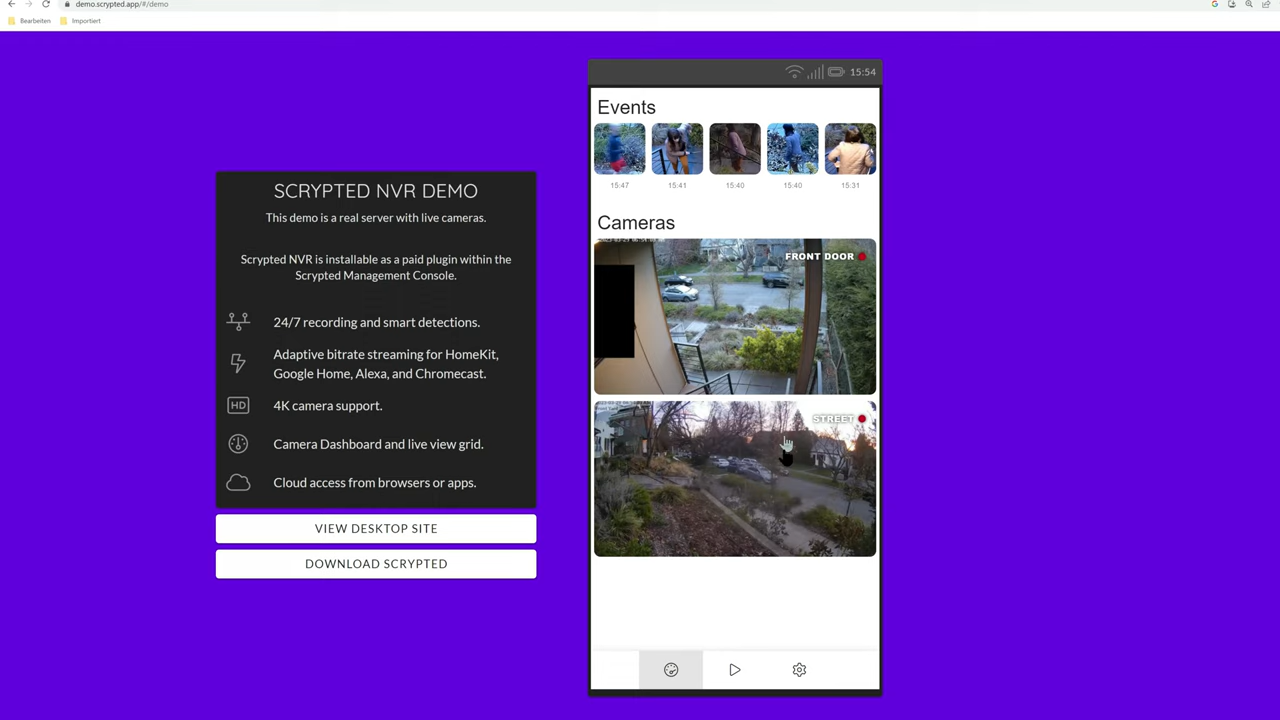 demo.scrypted.app/#/demo
Bearbeiten
Importiert
15:54
Events
15:47
15:41
15:40
15:40
15:31
Cameras
FRONT DOOR
STREET
SCRYPTED NVR DEMO
This demo is a real server with live cameras.
Scrypted NVR is installable as a paid plugin within the
Scrypted Management Console.
24/7 recording and smart detections.
Adaptive bitrate streaming for HomeKit,
Google Home, Alexa, and Chromecast.
HD
4K camera support.
Camera Dashboard and live view grid.
Cloud access from browsers or apps.
VIEW DESKTOP SITE
DOWNLOAD SCRYPTED